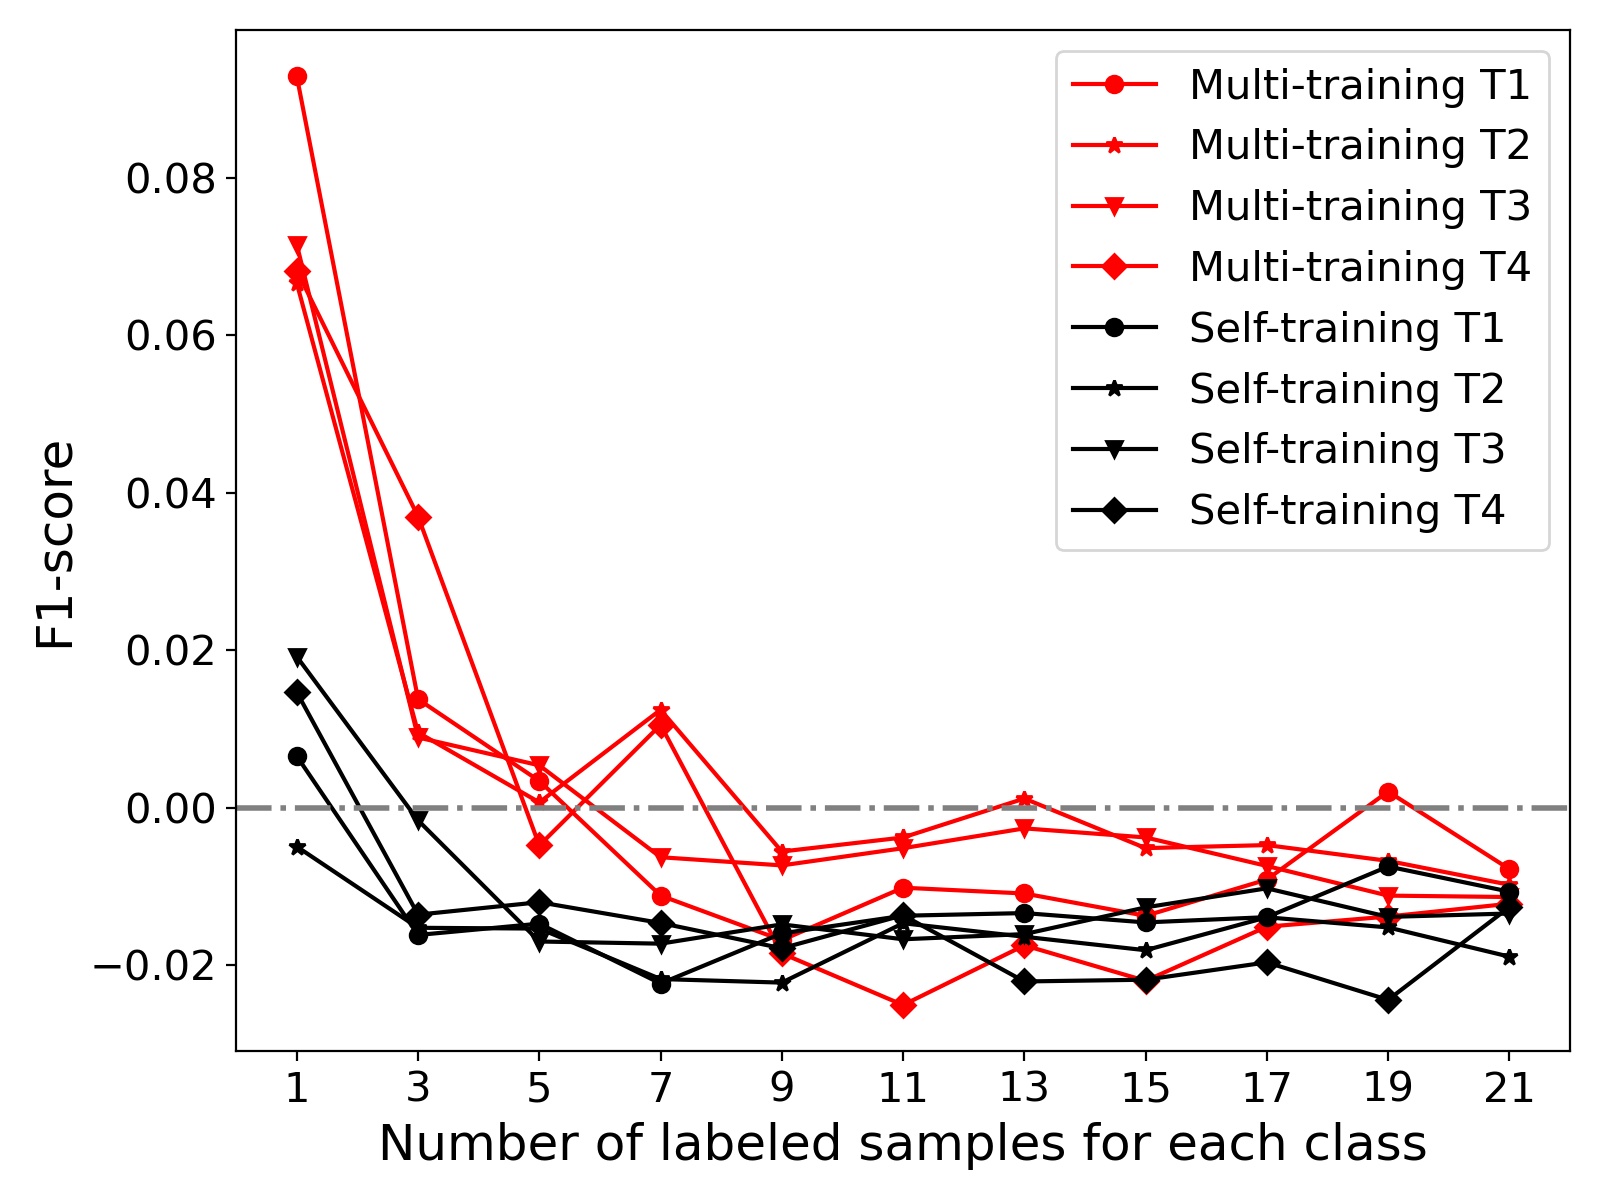 Multi-training T1
Multi-training T2
Multi-training T3
Multi-training T4
Self-training T1
Self-training T2
Self-training T3
Self-training T4
0.08
0.06
0.04
0.02
0.00
−0.02
F1-score
1 3 5 7 9 11 13 15 17 19 21
Number of labeled samples for each class